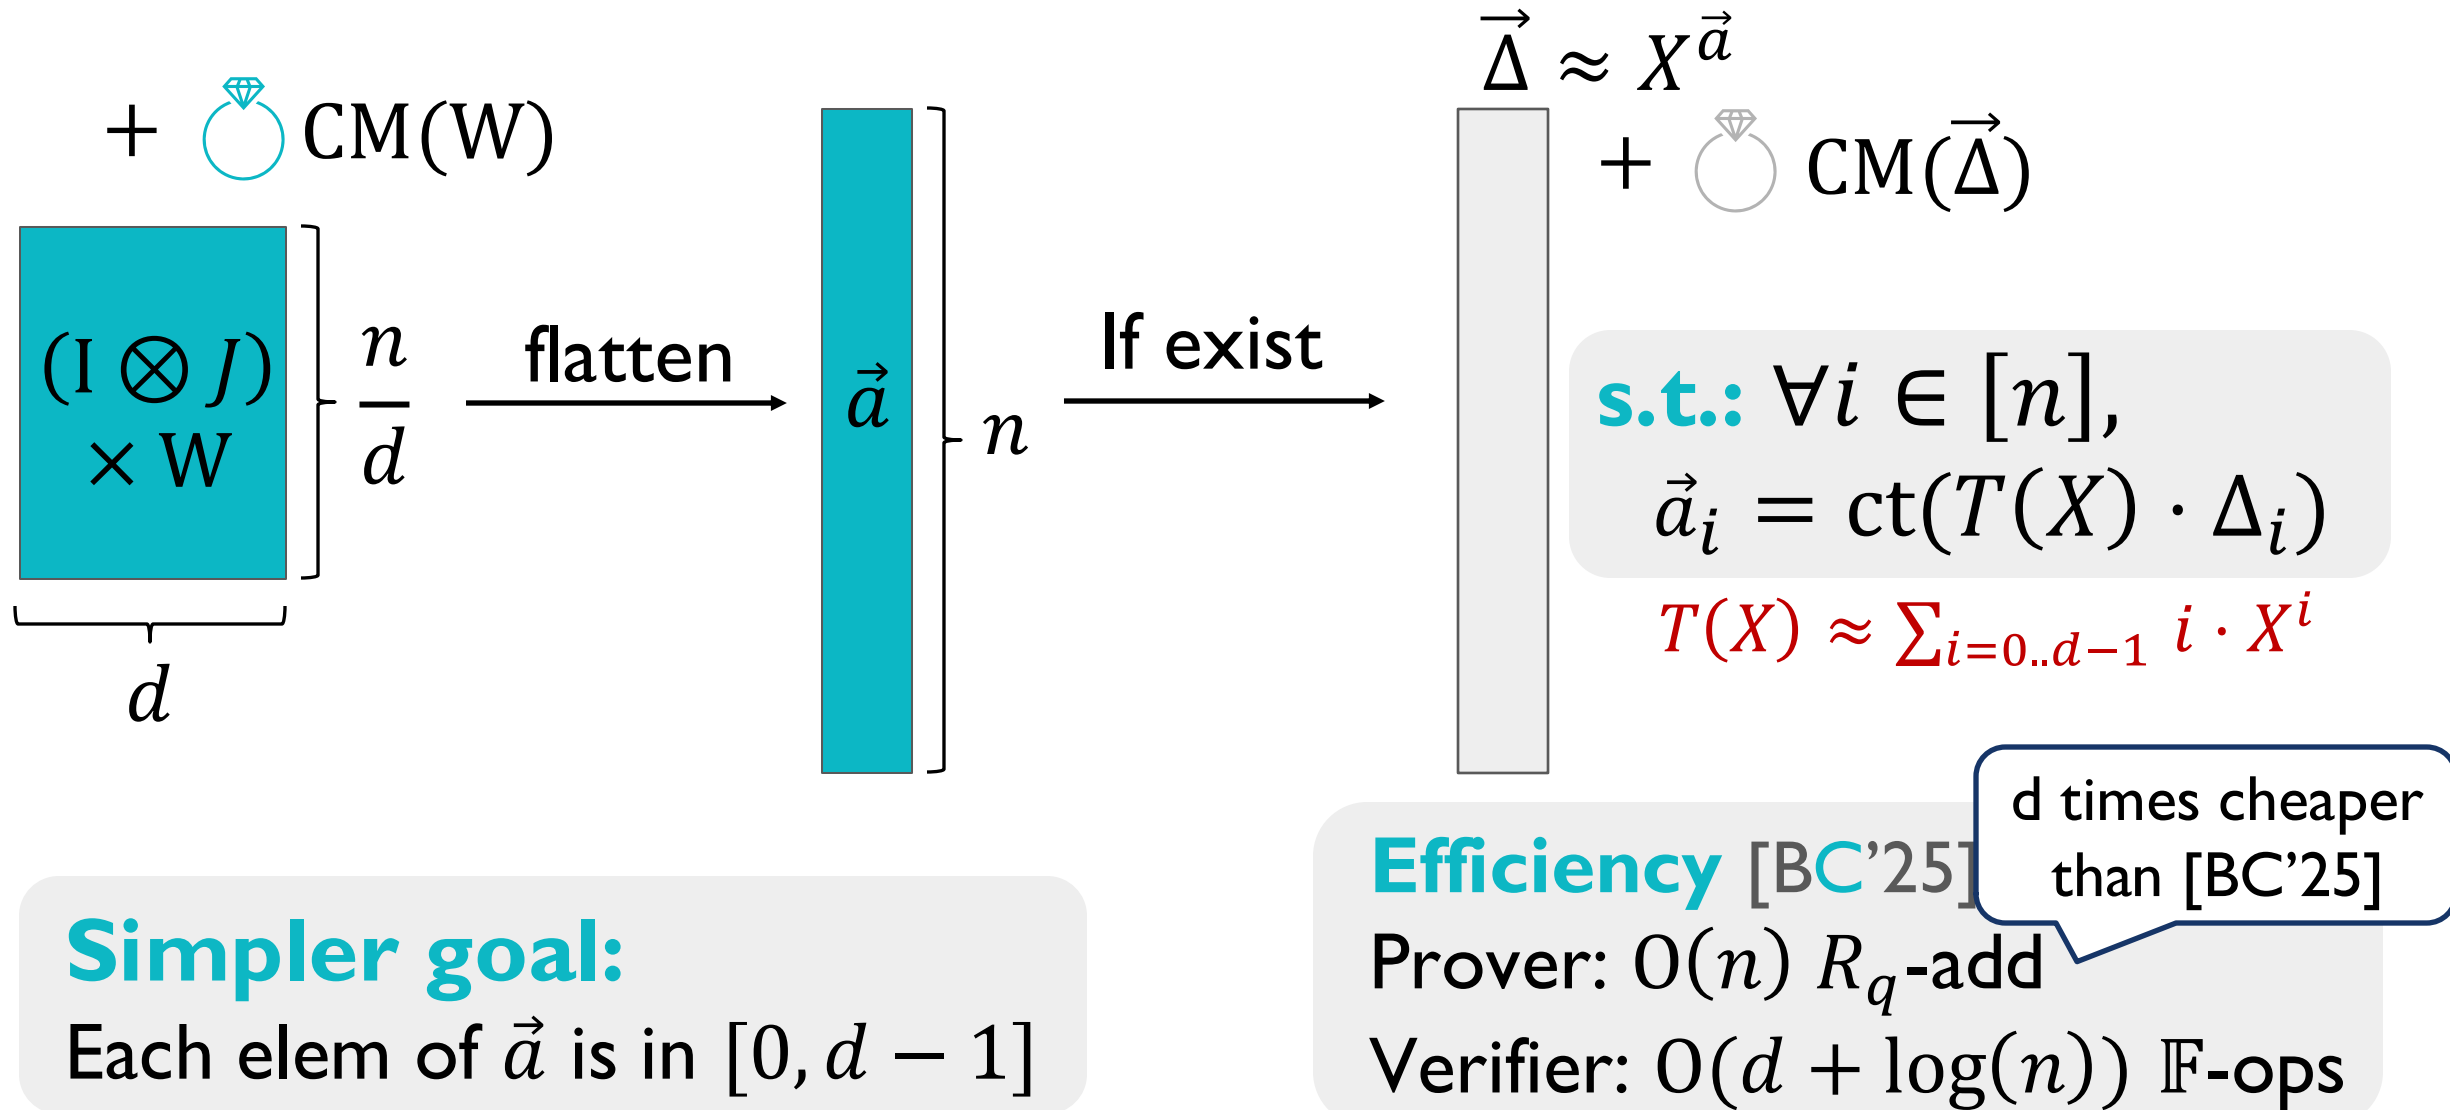 + CM(W)
(I ⊗ J)
× W
n
d
d
flatten
a⃗
n
If exist
Δ⃗ ≈ X^a⃗
+ CM(Δ⃗)
s.t.: ∀i ∈ [n],
a⃗_i = ct(T(X) · Δ_i)
T(X) ≈ ∑_{i=0..d−1} i · X^i
Simpler goal:
Each elem of a⃗ is in [0, d − 1]
d times cheaper
than [BC’25]
Efficiency [BC’25]
Prover: O(n) R_q-add
Verifier: O(d + log(n)) 𝔽-ops